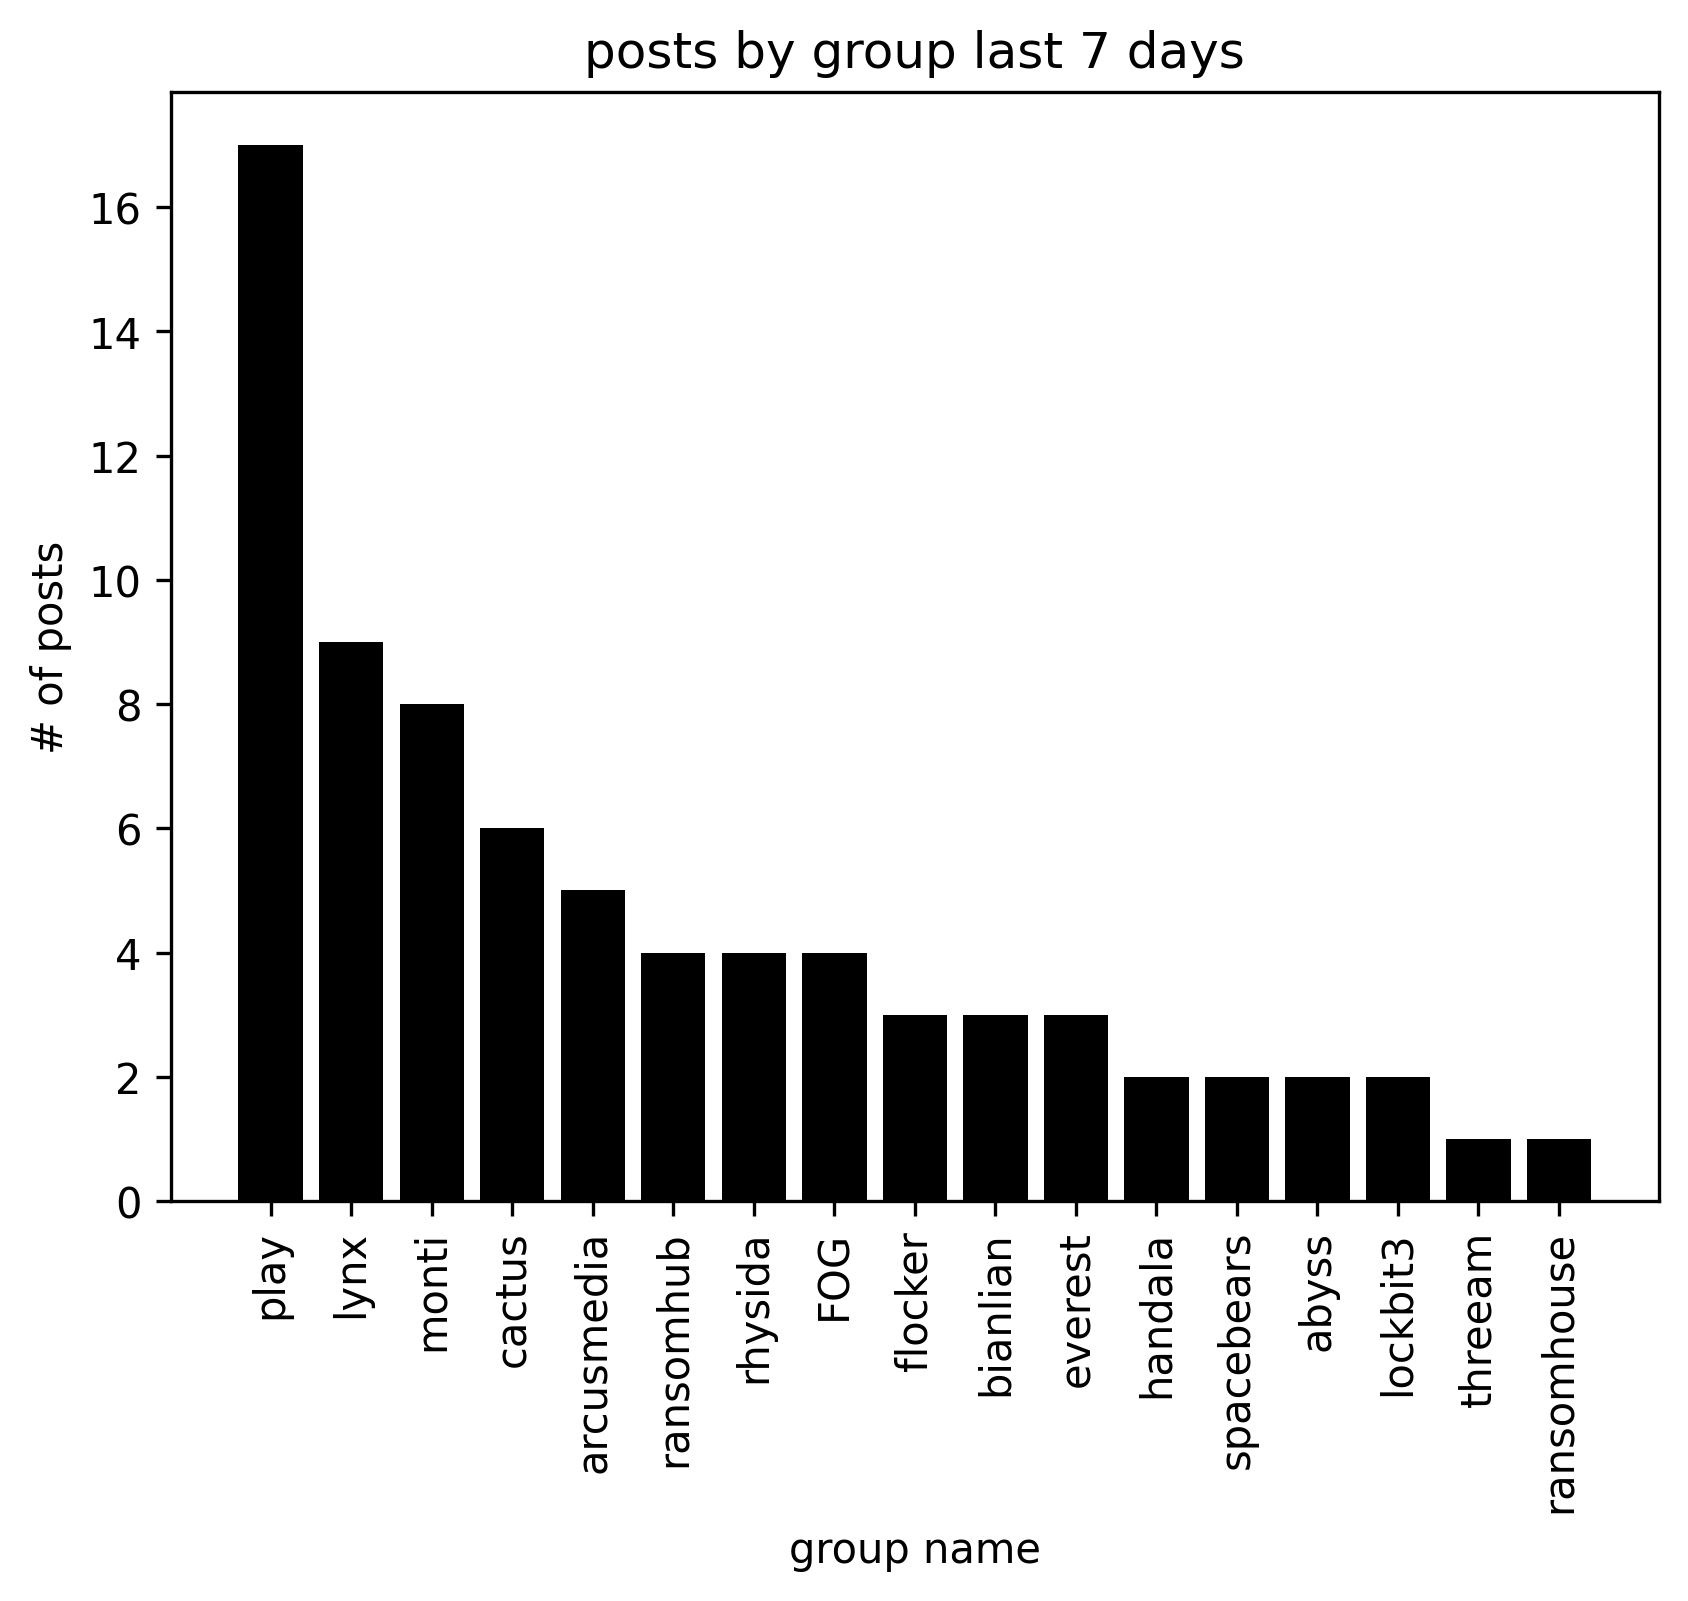 posts by group last 7 days
# of posts
16
14
12
10
8
6
4
2
0
play
lynx
monti
cactus
arcusmedia
ransomhub
rhysida
FOG
flocker
bianlian
everest
handala
spacebears
abyss
lockbit3
threeam
ransomhouse
group name